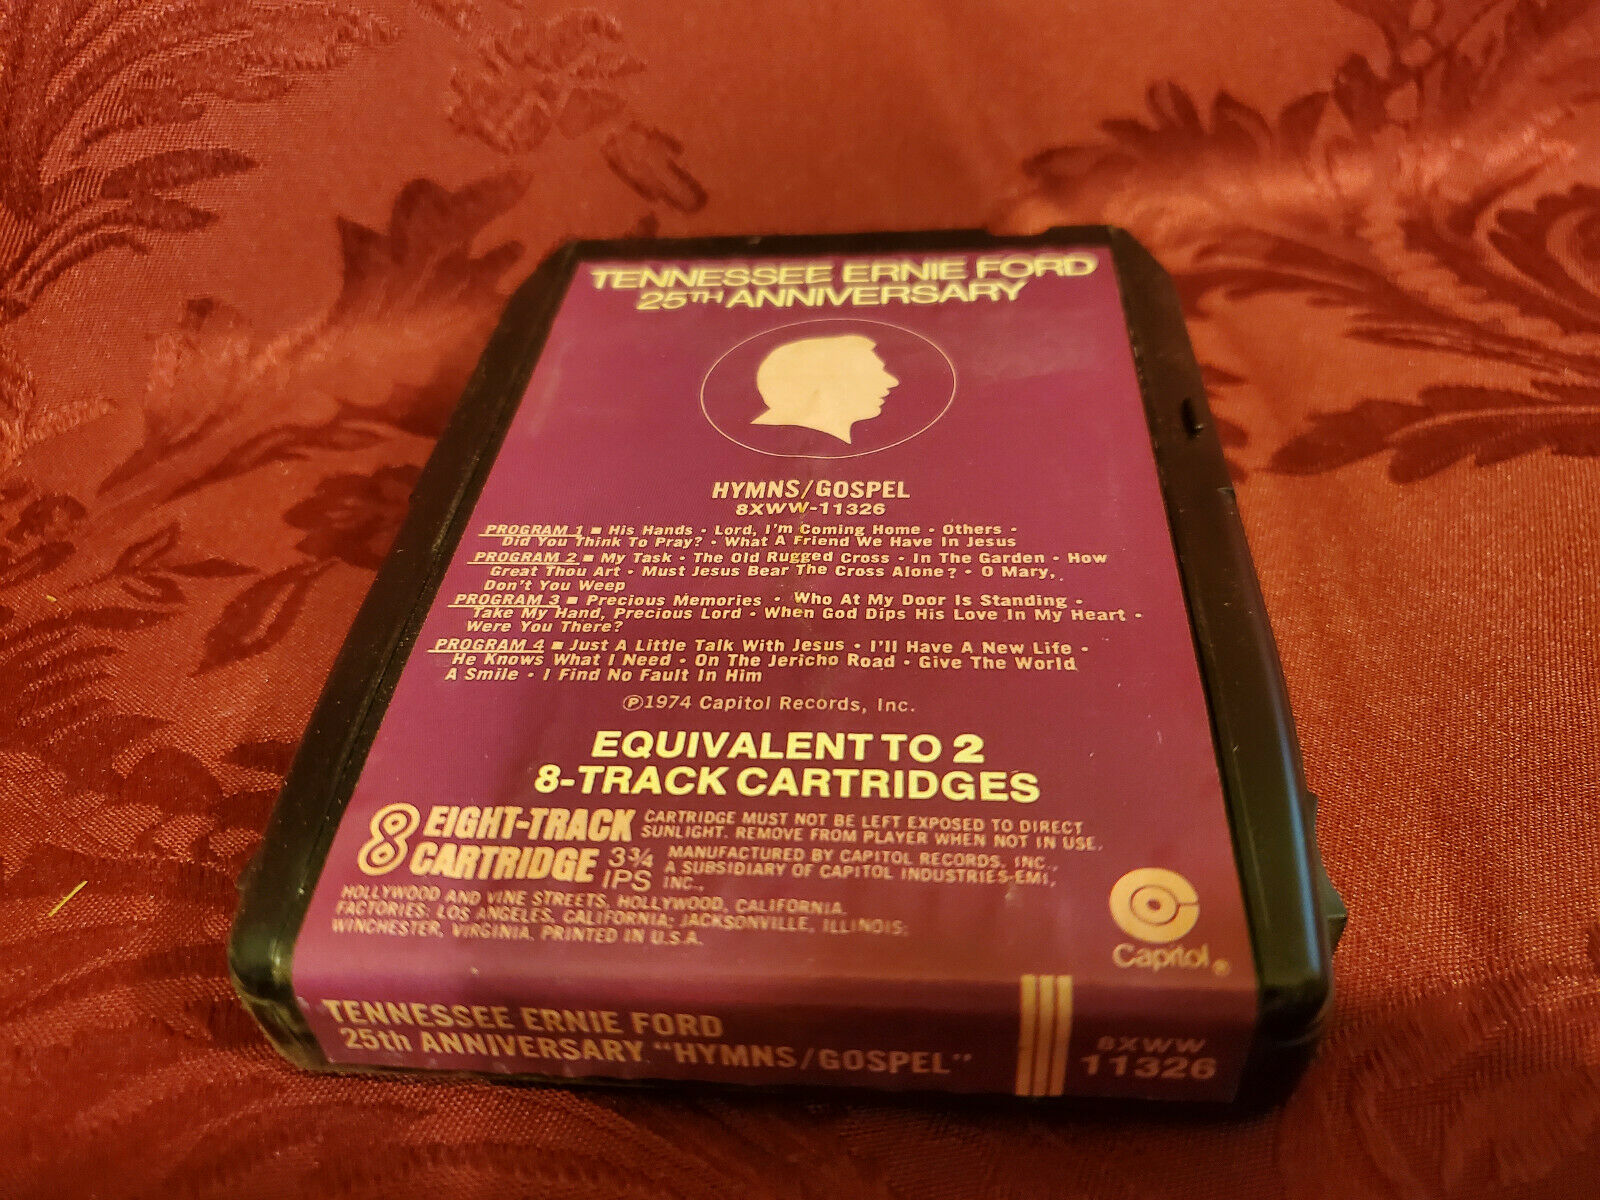 TENNESSEE ERNIE FORD
25TH ANNIVERSARY
HYMNS/GOSPEL
8XWW-11326
PROGRAM 1 ■ His Hands • Lord, I'm Coming Home • Others •
Did You Think To Pray? • What A Friend We Have In Jesus
PROGRAM 2 ■ My Task • The Old Rugged Cross • In The Garden • How
Great Thou Art • Must Jesus Bear The Cross Alone? • O Mary,
Don't You Weep
PROGRAM 3 ■ Precious Memories • Who At My Door Is Standing •
Take My Hand, Precious Lord • When God Dips His Love In My Heart •
Were You There?
PROGRAM 4 ■ Just A Little Talk With Jesus • I'll Have A New Life •
He Knows What I Need • On The Jericho Road • Give The World
A Smile • I Find No Fault In Him
℗1974 Capitol Records, Inc.
EQUIVALENT TO 2
8-TRACK CARTRIDGES
8 EIGHT-TRACK
CARTRIDGE 3¾
IPS
CARTRIDGE MUST NOT BE LEFT EXPOSED TO DIRECT
SUNLIGHT. REMOVE FROM PLAYER WHEN NOT IN USE.
MANUFACTURED BY CAPITOL RECORDS, INC.,
A SUBSIDIARY OF CAPITOL INDUSTRIES-EMI,
INC.,
HOLLYWOOD AND VINE STREETS, HOLLYWOOD, CALIFORNIA.
FACTORIES: LOS ANGELES, CALIFORNIA; JACKSONVILLE, ILLINOIS;
WINCHESTER, VIRGINIA. PRINTED IN U.S.A.
Capitol ®
TENNESSEE ERNIE FORD
25th ANNIVERSARY "HYMNS/GOSPEL"
8XWW
11326